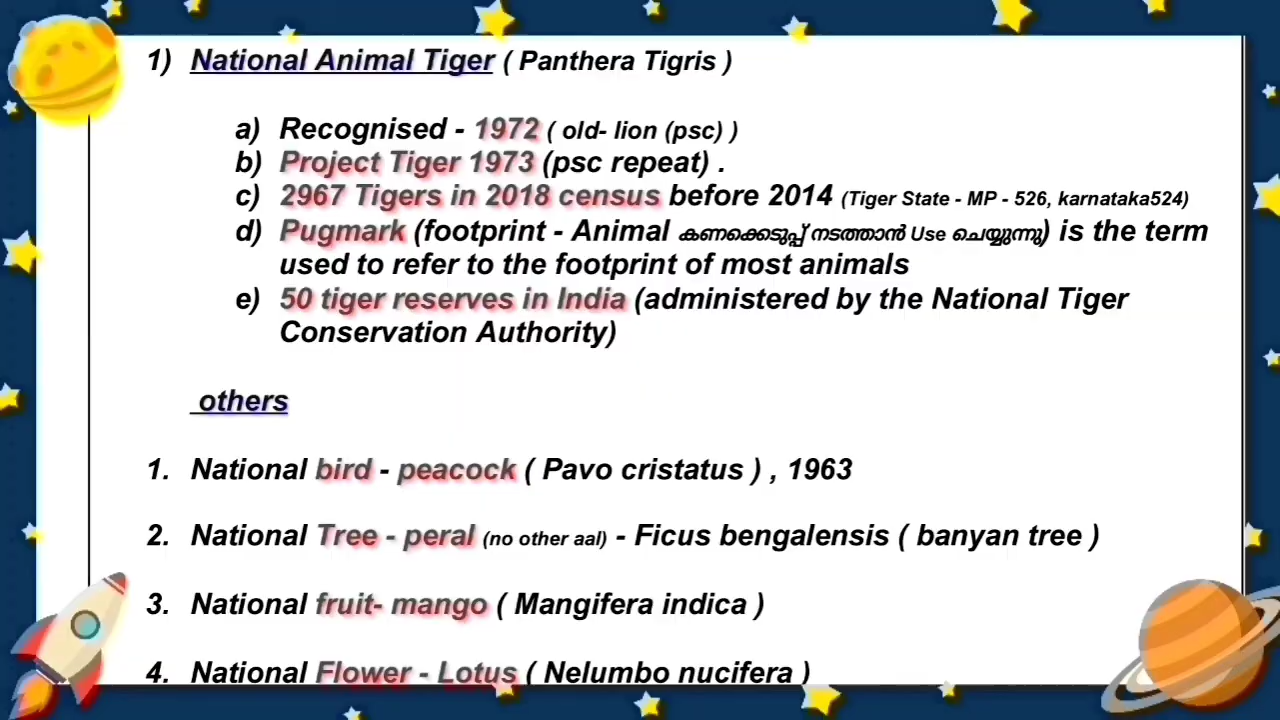 1) National Animal Tiger ( Panthera Tigris )
a) Recognised - 1972 ( old- lion (psc) )
b) Project Tiger 1973 (psc repeat) .
c) 2967 Tigers in 2018 census before 2014 (Tiger State - MP - 526, karnataka524)
d) Pugmark (footprint - Animal കണക്കെടുപ്പ് നടത്താൻ Use ചെയ്യുന്നു) is the term
used to refer to the footprint of most animals
e) 50 tiger reserves in India (administered by the National Tiger
Conservation Authority)
others
1. National bird - peacock ( Pavo cristatus ) , 1963
2. National Tree - peral (no other aal) - Ficus bengalensis ( banyan tree )
3. National fruit- mango ( Mangifera indica )
4. National Flower - Lotus ( Nelumbo nucifera )